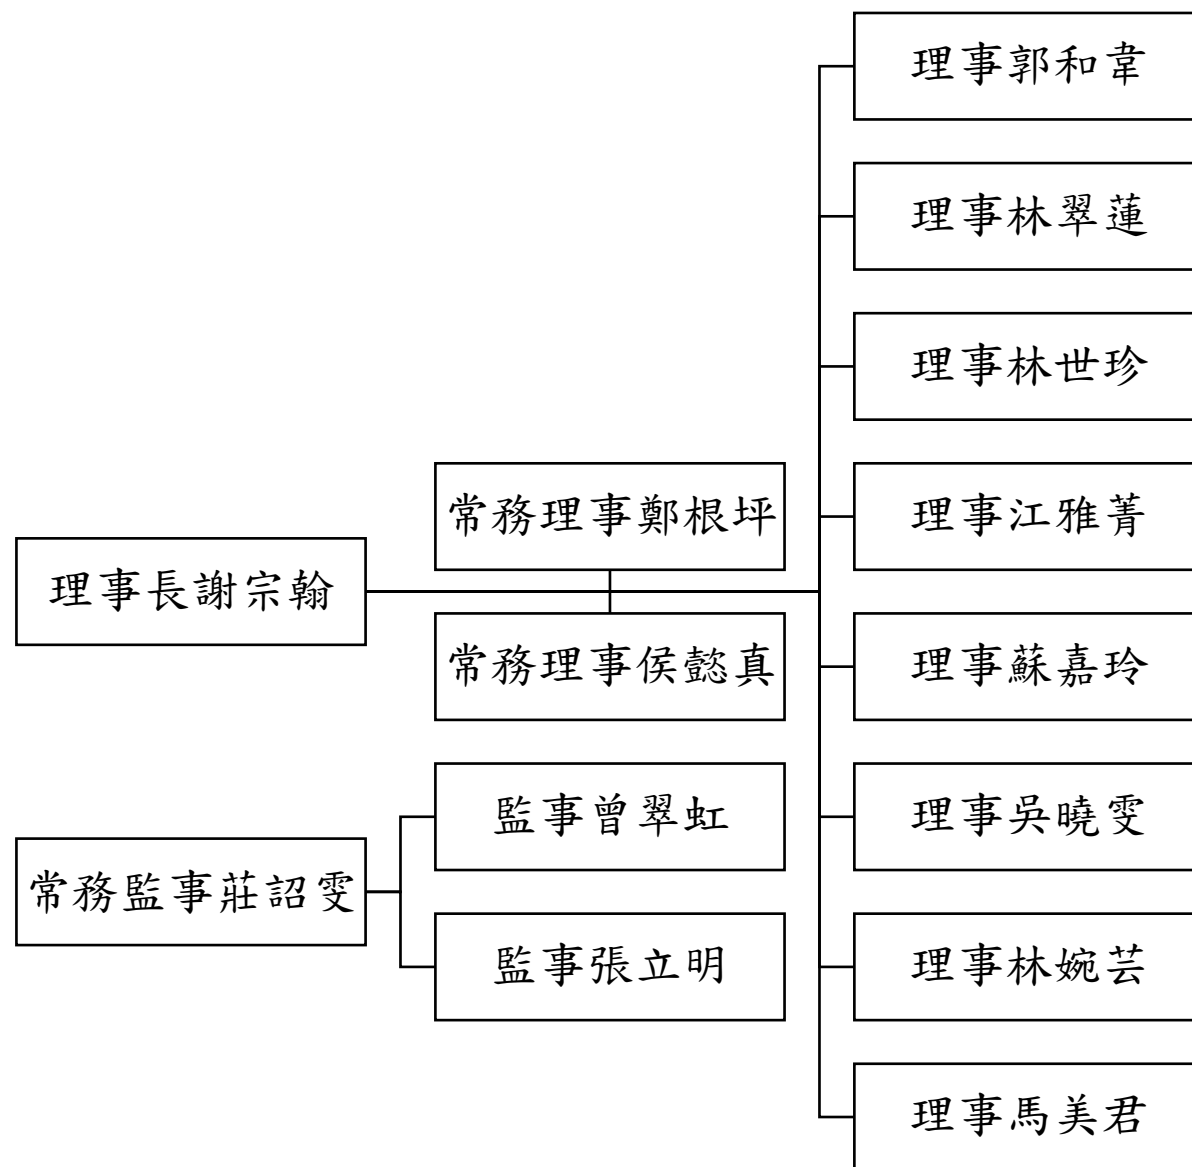 理事郭和韋
理事林翠蓮
理事林世珍
常務理事鄭根坪
理事江雅菁
理事長謝宗翰
常務理事侯懿真
理事蘇嘉玲
監事曾翠虹
理事吳曉雯
常務監事莊詔雯
監事張立明
理事林婉芸
理事馬美君